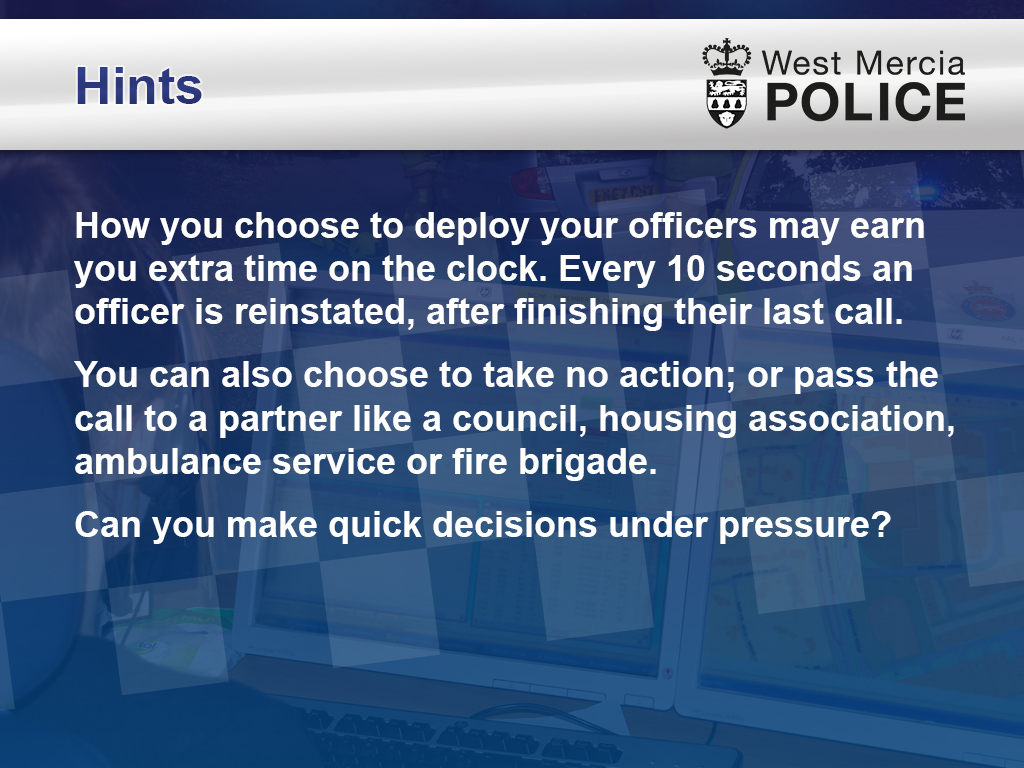 Hints
West Mercia
POLICE
How you choose to deploy your officers may earn
you extra time on the clock. Every 10 seconds an
officer is reinstated, after finishing their last call.
You can also choose to take no action; or pass the
call to a partner like a council, housing association,
ambulance service or fire brigade.
Can you make quick decisions under pressure?